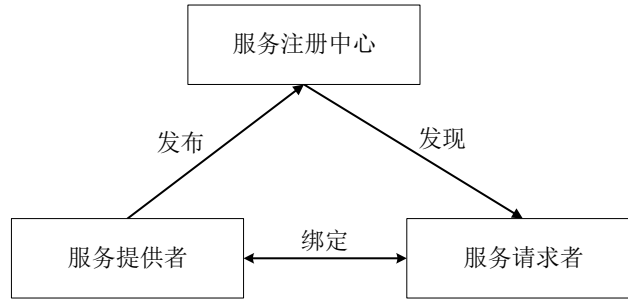 服务注册中心
发布
发现
服务提供者
绑定
服务请求者